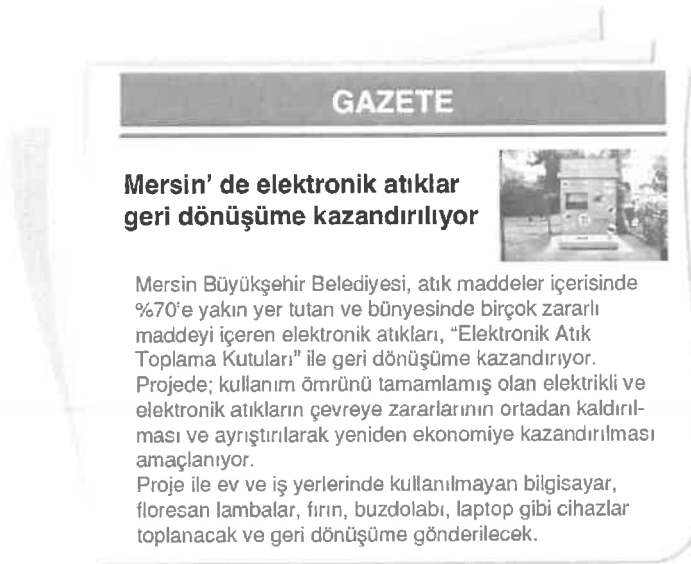 GAZETE
Mersin' de elektronik atıklar
geri dönüşüme kazandırılıyor
Mersin Büyükşehir Belediyesi, atık maddeler içerisinde
%70'e yakın yer tutan ve bünyesinde birçok zararlı
maddeyi içeren elektronik atıkları, “Elektronik Atık
Toplama Kutuları” ile geri dönüşüme kazandırıyor.
Projede; kullanım ömrünü tamamlamış olan elektrikli ve
elektronik atıkların çevreye zararlarının ortadan kaldırıl-
ması ve ayrıştırılarak yeniden ekonomiye kazandırılması
amaçlanıyor.
Proje ile ev ve iş yerlerinde kullanılmayan bilgisayar,
floresan lambalar, fırın, buzdolabı, laptop gibi cihazlar
toplanacak ve geri dönüşüme gönderilecek.